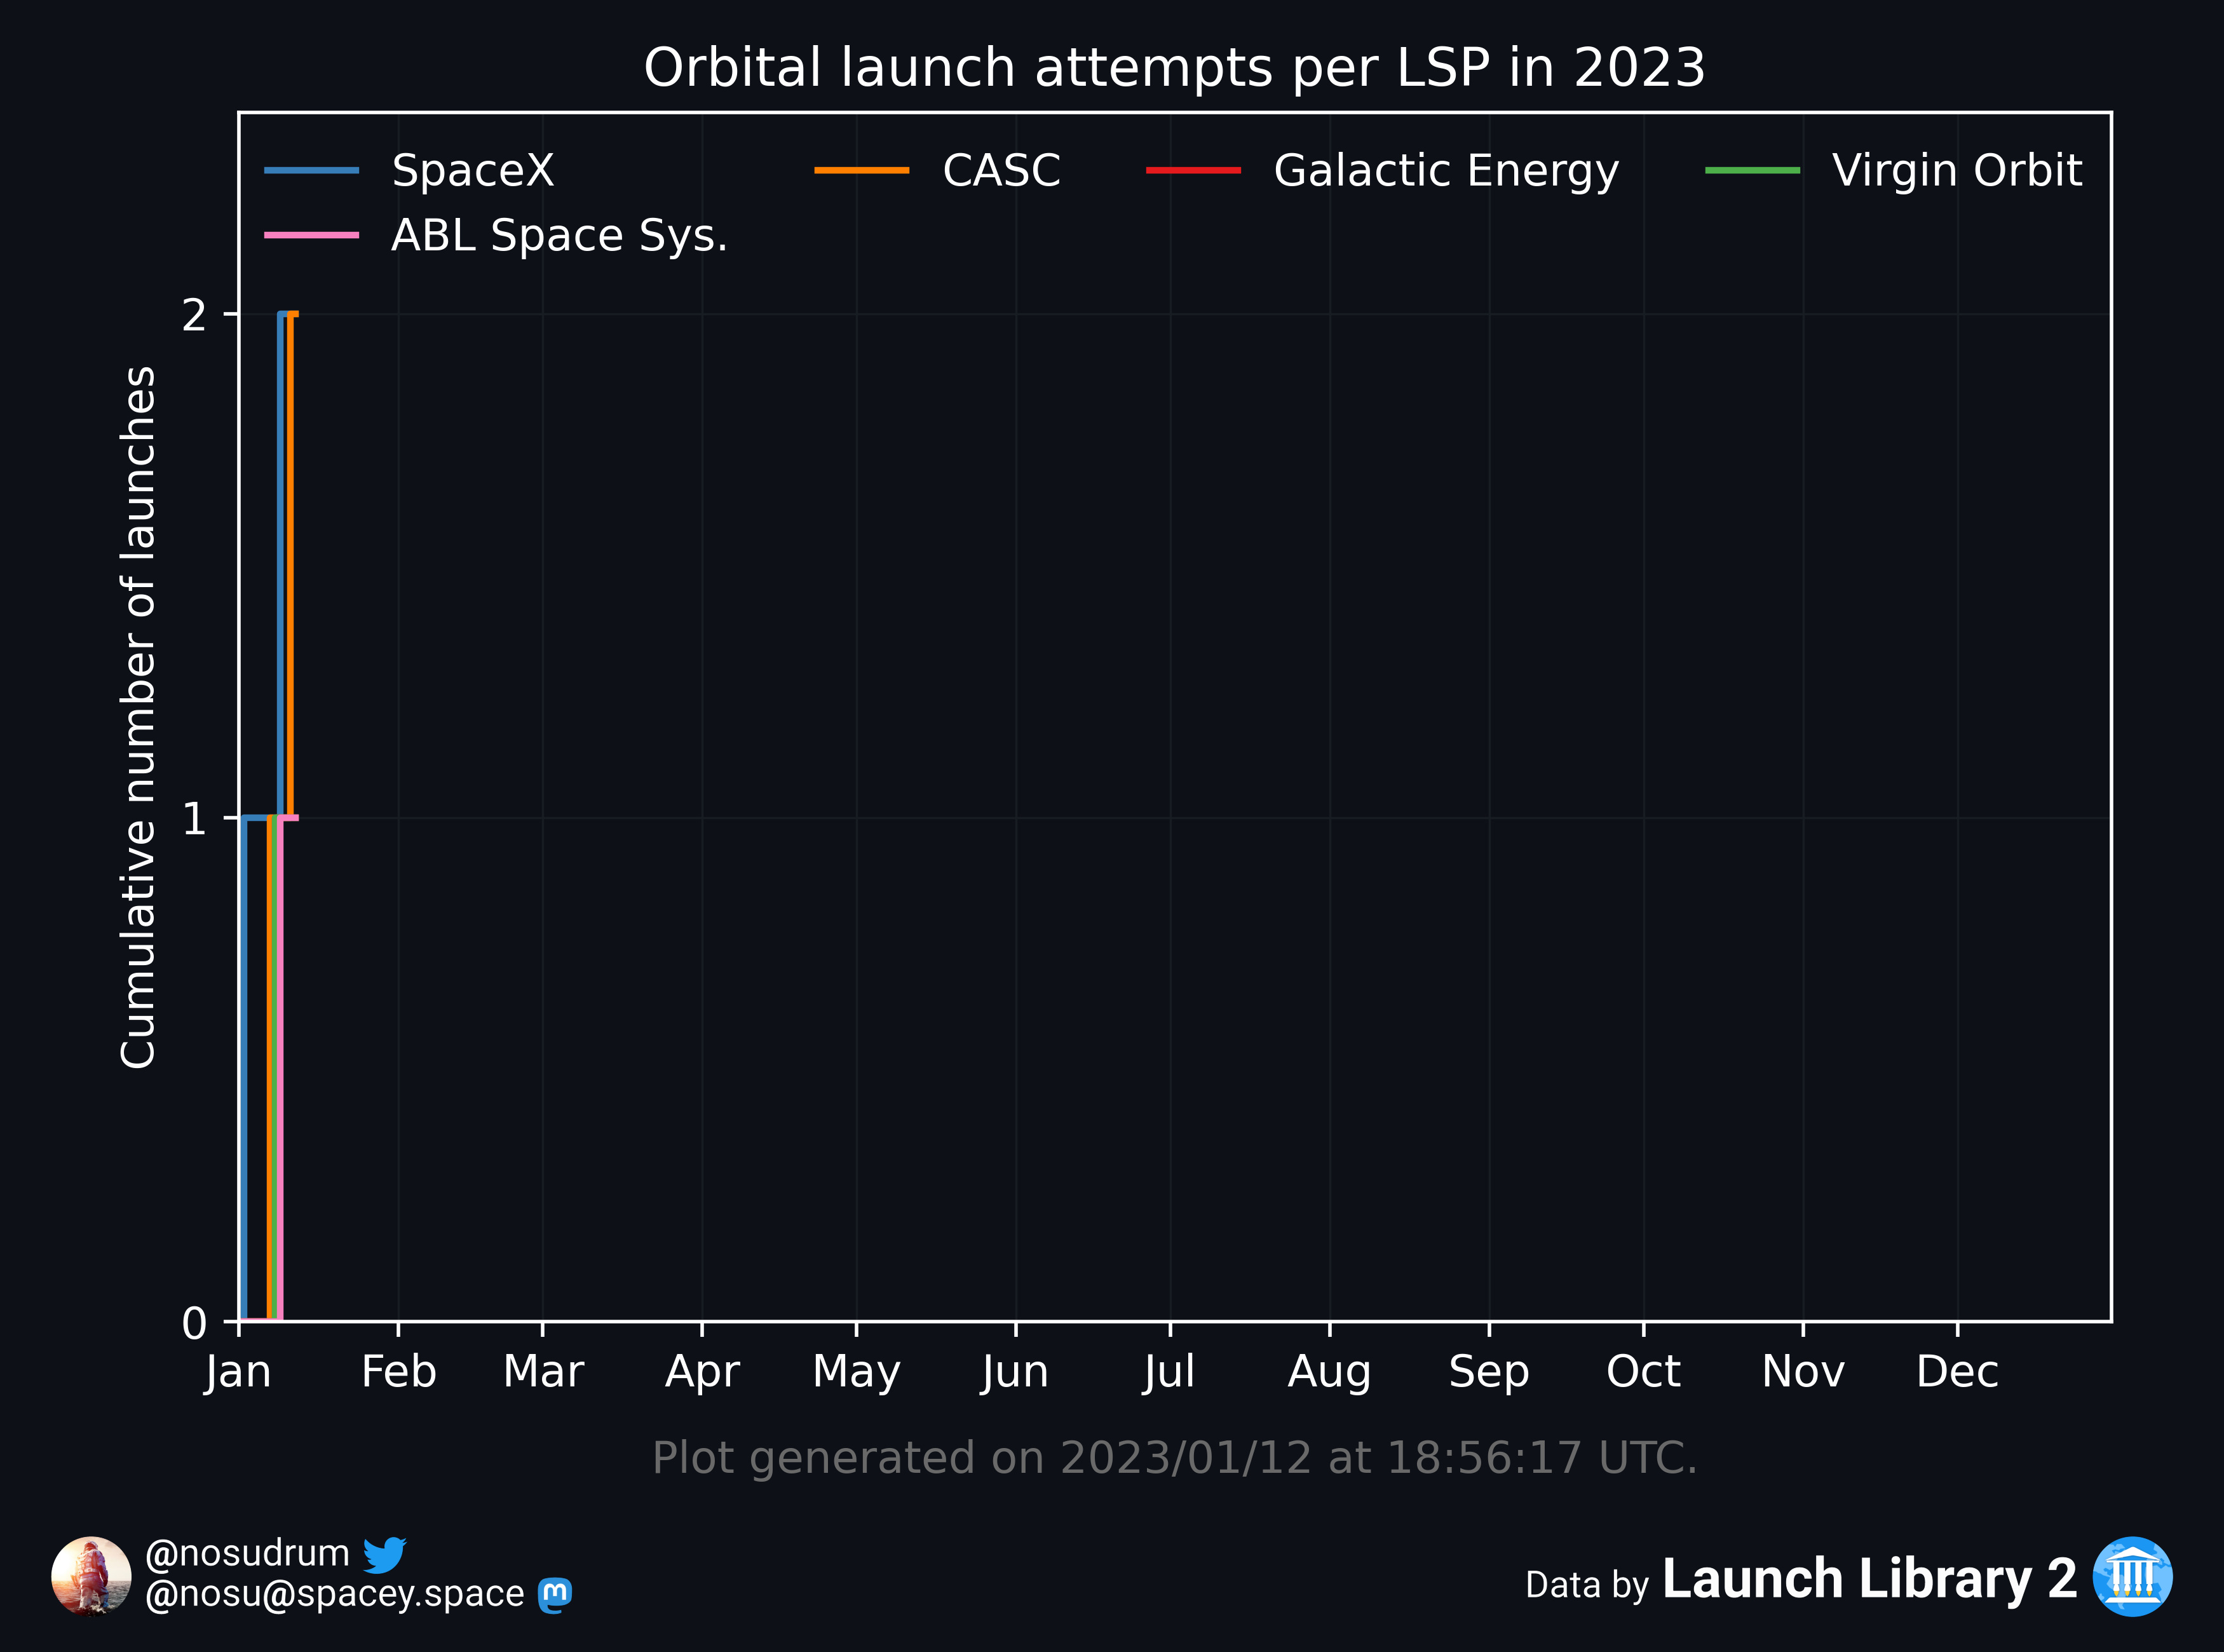 Orbital launch attempts per LSP in 2023
SpaceX CASC Galactic Energy Virgin Orbit
ABL Space Sys.
Cumulative number of launches
2
1
0
Jan Feb Mar Apr May Jun Jul Aug Sep Oct Nov Dec
Plot generated on 2023/01/12 at 18:56:17 UTC.
@nosudrum
@nosu@spacey.space m
Data by Launch Library 2